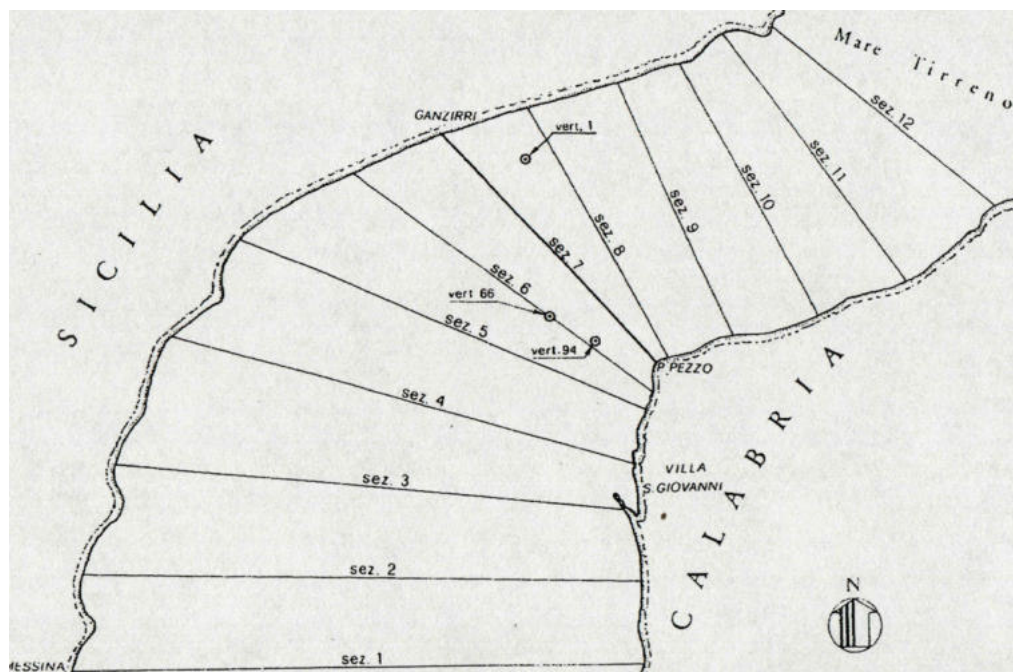 Mare Tirreno
GANZIRRI
vert. 1
sez. 12
sez. 11
sez. 10
sez. 9
sez. 8
sez. 7
SICILIA
sez. 6
vert 66
sez. 5
vert. 94
P. PEZZO
sez. 4
CALABRIA
VILLA
S. GIOVANNI
sez. 3
sez. 2
N
MESSINA
sez. 1